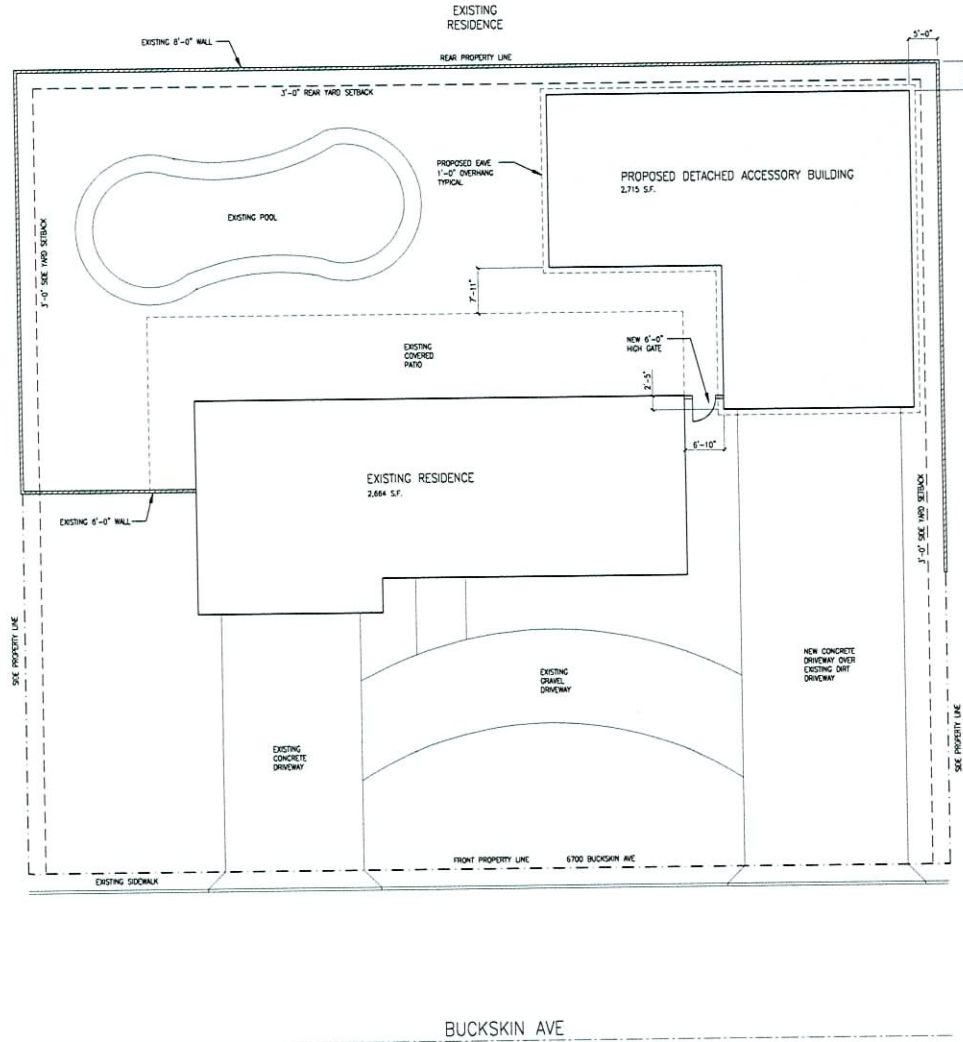 EXISTING
RESIDENCE
5'-0"
EXISTING 8'-0" WALL
REAR PROPERTY LINE
3'-0" REAR YARD SETBACK
PROPOSED EAVE
1'-0" OVERHANG
TYPICAL
PROPOSED DETACHED ACCESSORY BUILDING
2,715 S.F.
EXISTING POOL
3'-0" SIDE YARD SETBACK
7'-11"
EXISTING
COVERED
PATIO
NEW 6'-0"
HIGH GATE
2'-5"
6'-10"
EXISTING RESIDENCE
2,664 S.F.
EXISTING 6'-0" WALL
3'-0" SIDE YARD SETBACK
SIDE PROPERTY LINE
NEW CONCRETE
DRIVEWAY OVER
EXISTING DIRT
DRIVEWAY
EXISTING
GRAVEL
DRIVEWAY
SIDE PROPERTY LINE
EXISTING
CONCRETE
DRIVEWAY
FRONT PROPERTY LINE 6700 BUCKSKIN AVE
EXISTING SIDEWALK
BUCKSKIN AVE